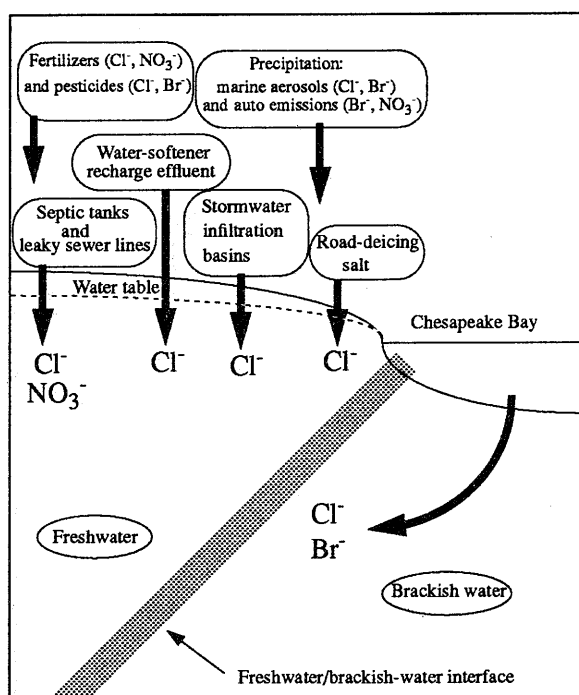 Fertilizers (Cl⁻, NO₃⁻)
and pesticides (Cl⁻, Br⁻)
Precipitation:
marine aerosols (Cl⁻, Br⁻)
and auto emissions (Br⁻, NO₃⁻)
Water-softener
recharge effluent
Septic tanks
and
leaky sewer lines
Stormwater
infiltration
basins
Road-deicing
salt
Water table
Chesapeake Bay
Cl⁻
NO₃⁻
Cl⁻
Cl⁻
Cl⁻
Cl⁻
Br⁻
Freshwater
Brackish water
Freshwater/brackish-water interface